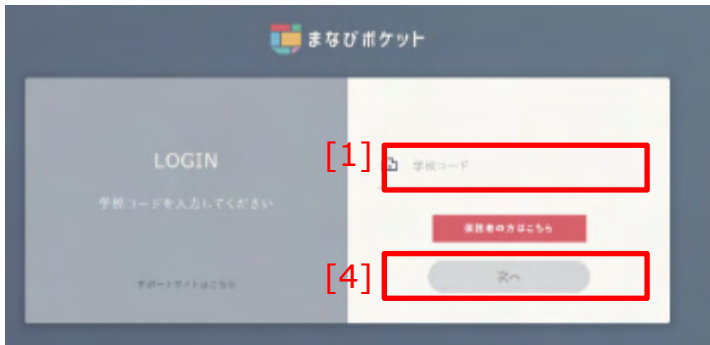 まなびポケット
LOGIN
学校コードを入力してください
サポートサイトはこちら
[1]
学校コード
保護者の方はこちら
[4]
次へ